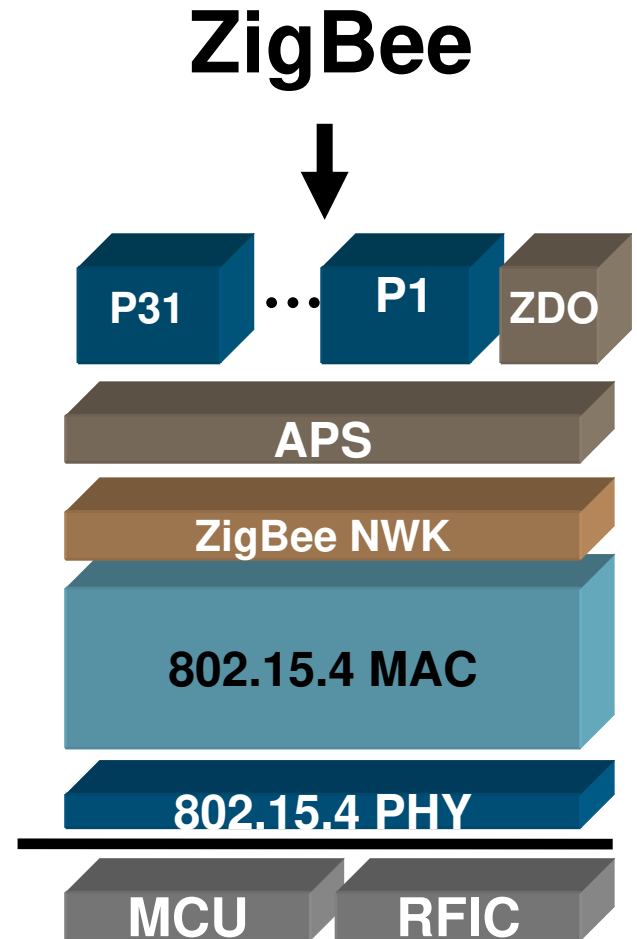 ZigBee
P31 ... P1 ZDO
APS
ZigBee NWK
802.15.4 MAC
802.15.4 PHY
MCU RFIC